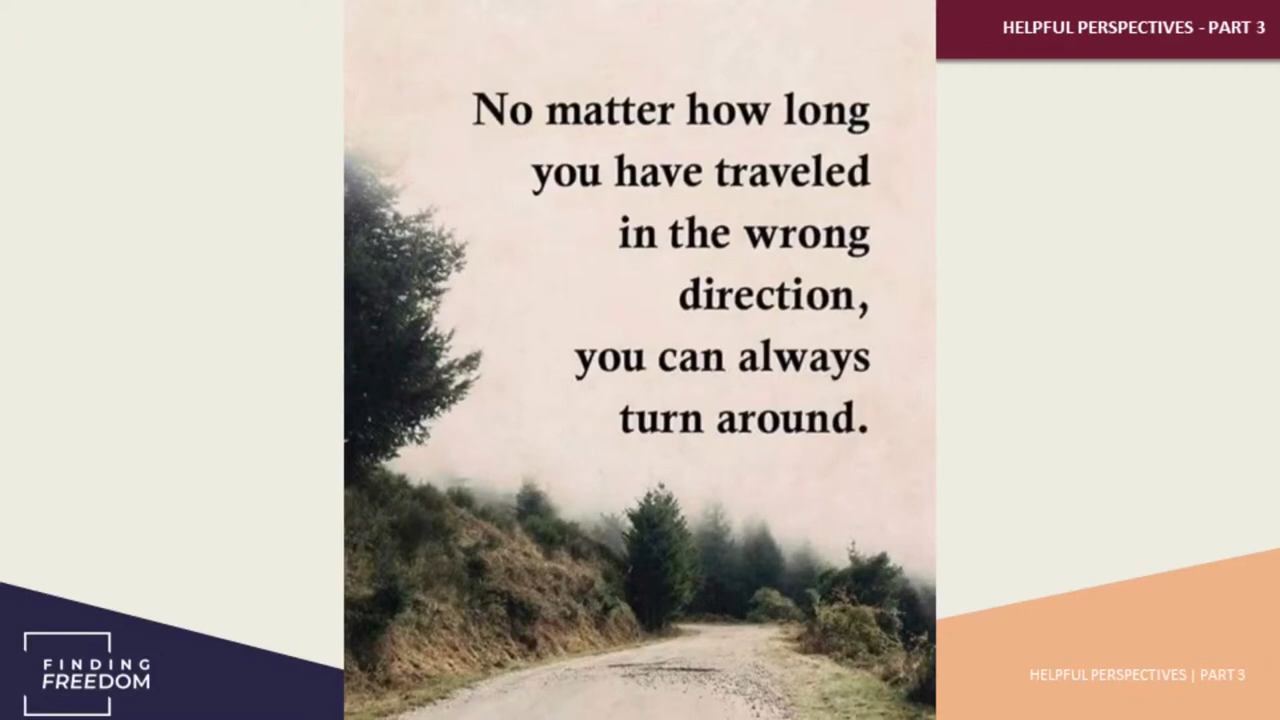 HELPFUL PERSPECTIVES - PART 3
No matter how long
you have traveled
in the wrong
direction,
you can always
turn around.
FINDING
FREEDOM
HELPFUL PERSPECTIVES | PART 3